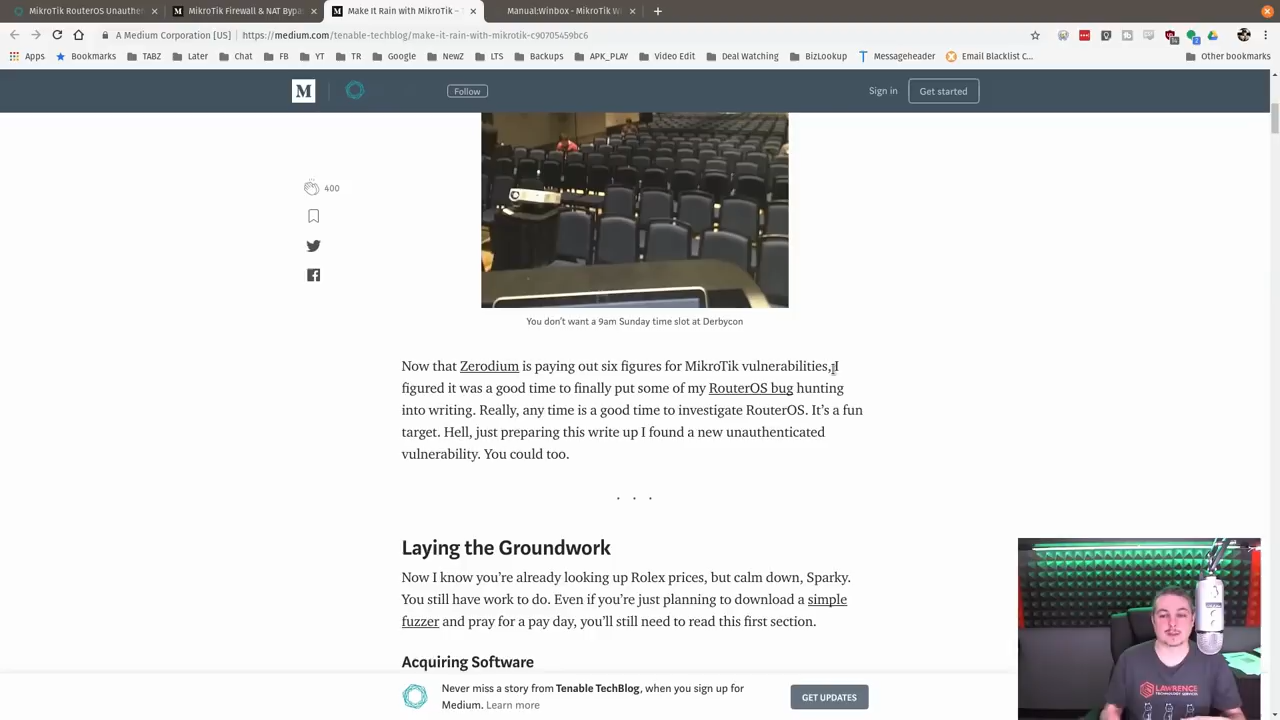 MikroTik RouterOS Unauthen
MikroTik Firewall & NAT Bypas
Make It Rain with MikroTik –
Manual:Winbox - MikroTik W
A Medium Corporation [US]
https://medium.com/tenable-techblog/make-it-rain-with-mikrotik-c90705459bc6
Apps
Bookmarks
TABZ
Later
Chat
FB
YT
TR
Google
NewZ
LTS
Backups
APK_PLAY
Video Edit
Deal Watching
BizLookup
Messageheader
Email Blacklist C...
Other bookmarks
M
Follow
Sign in
Get started
400
You don't want a 9am Sunday time slot at Derbycon
Now that Zerodium is paying out six figures for MikroTik vulnerabilities, I
figured it was a good time to finally put some of my RouterOS bug hunting
into writing. Really, any time is a good time to investigate RouterOS. It's a fun
target. Hell, just preparing this write up I found a new unauthenticated
vulnerability. You could too.
. . .
Laying the Groundwork
Now I know you're already looking up Rolex prices, but calm down, Sparky.
You still have work to do. Even if you're just planning to download a simple
fuzzer and pray for a pay day, you'll still need to read this first section.
Acquiring Software
Never miss a story from Tenable TechBlog, when you sign up for
Medium. Learn more
GET UPDATES
LAWRENCE
TECHNOLOGY SERVICES